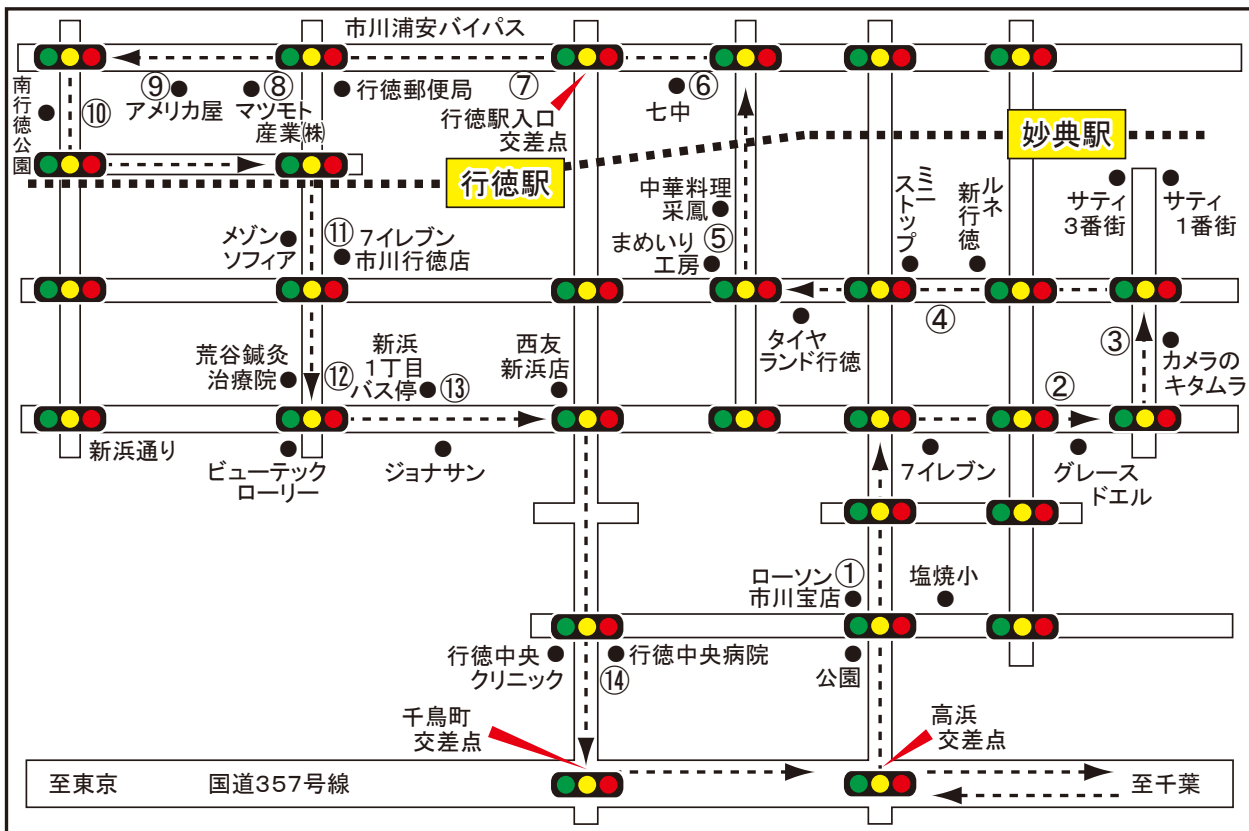 市川浦安バイパス
南行徳公園
⑩
⑨
アメリカ屋
⑧
マツモト
産業㈱
行徳郵便局
⑦
行徳駅入口
交差点
⑥
七中
妙典駅
行徳駅
中華料理
采鳳
⑤
まめいり
工房
ミニ
ストップ
ルネ
新行徳
サティ
3番街
サティ
1番街
メゾン
ソフィア
⑪
7イレブン
市川行徳店
④
タイヤ
ランド行徳
③
カメラの
キタムラ
荒谷鍼灸
治療院
⑫
新浜
1丁目
バス停
⑬
西友
新浜店
②
新浜通り
ビューテック
ローリー
ジョナサン
7イレブン
グレース
ドエル
ローソン
市川宝店
①
塩焼小
行徳中央
クリニック
⑭
行徳中央病院
公園
千鳥町
交差点
高浜
交差点
至東京
国道357号線
至千葉